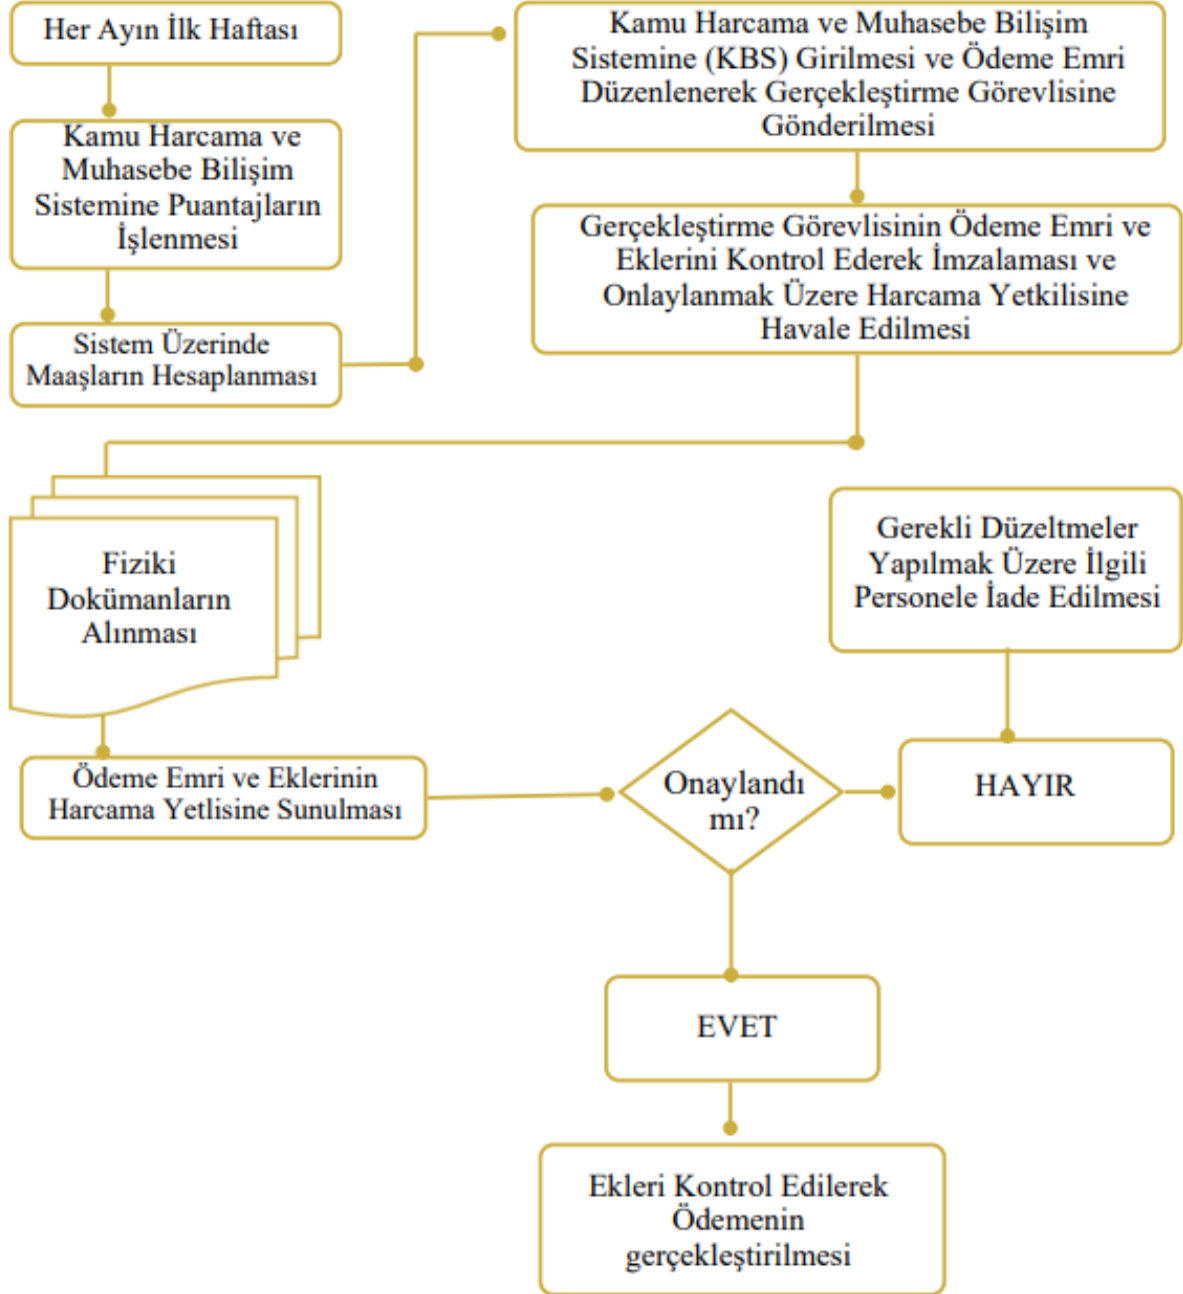 Her Ayın İlk Haftası
Kamu Harcama ve
Muhasebe Bilişim
Sistemine Puantajların
İşlenmesi
Sistem Üzerinde
Maaşların Hesaplanması
Kamu Harcama ve Muhasebe Bilişim
Sistemine (KBS) Girilmesi ve Ödeme Emri
Düzenlenerek Gerçekleştirme Görevlisine
Gönderilmesi
Gerçekleştirme Görevlisinin Ödeme Emri ve
Eklerini Kontrol Ederek İmzalaması ve
Onlaylanmak Üzere Harcama Yetkilisine
Havale Edilmesi
Fiziki
Dokümanların
Alınması
Ödeme Emri ve Eklerinin
Harcama Yetlisine Sunulması
Onaylandı
mı?
HAYIR
Gerekli Düzeltmeler
Yapılmak Üzere İlgili
Personele İade Edilmesi
EVET
Ekleri Kontrol Edilerek
Ödemenin
gerçekleştirilmesi